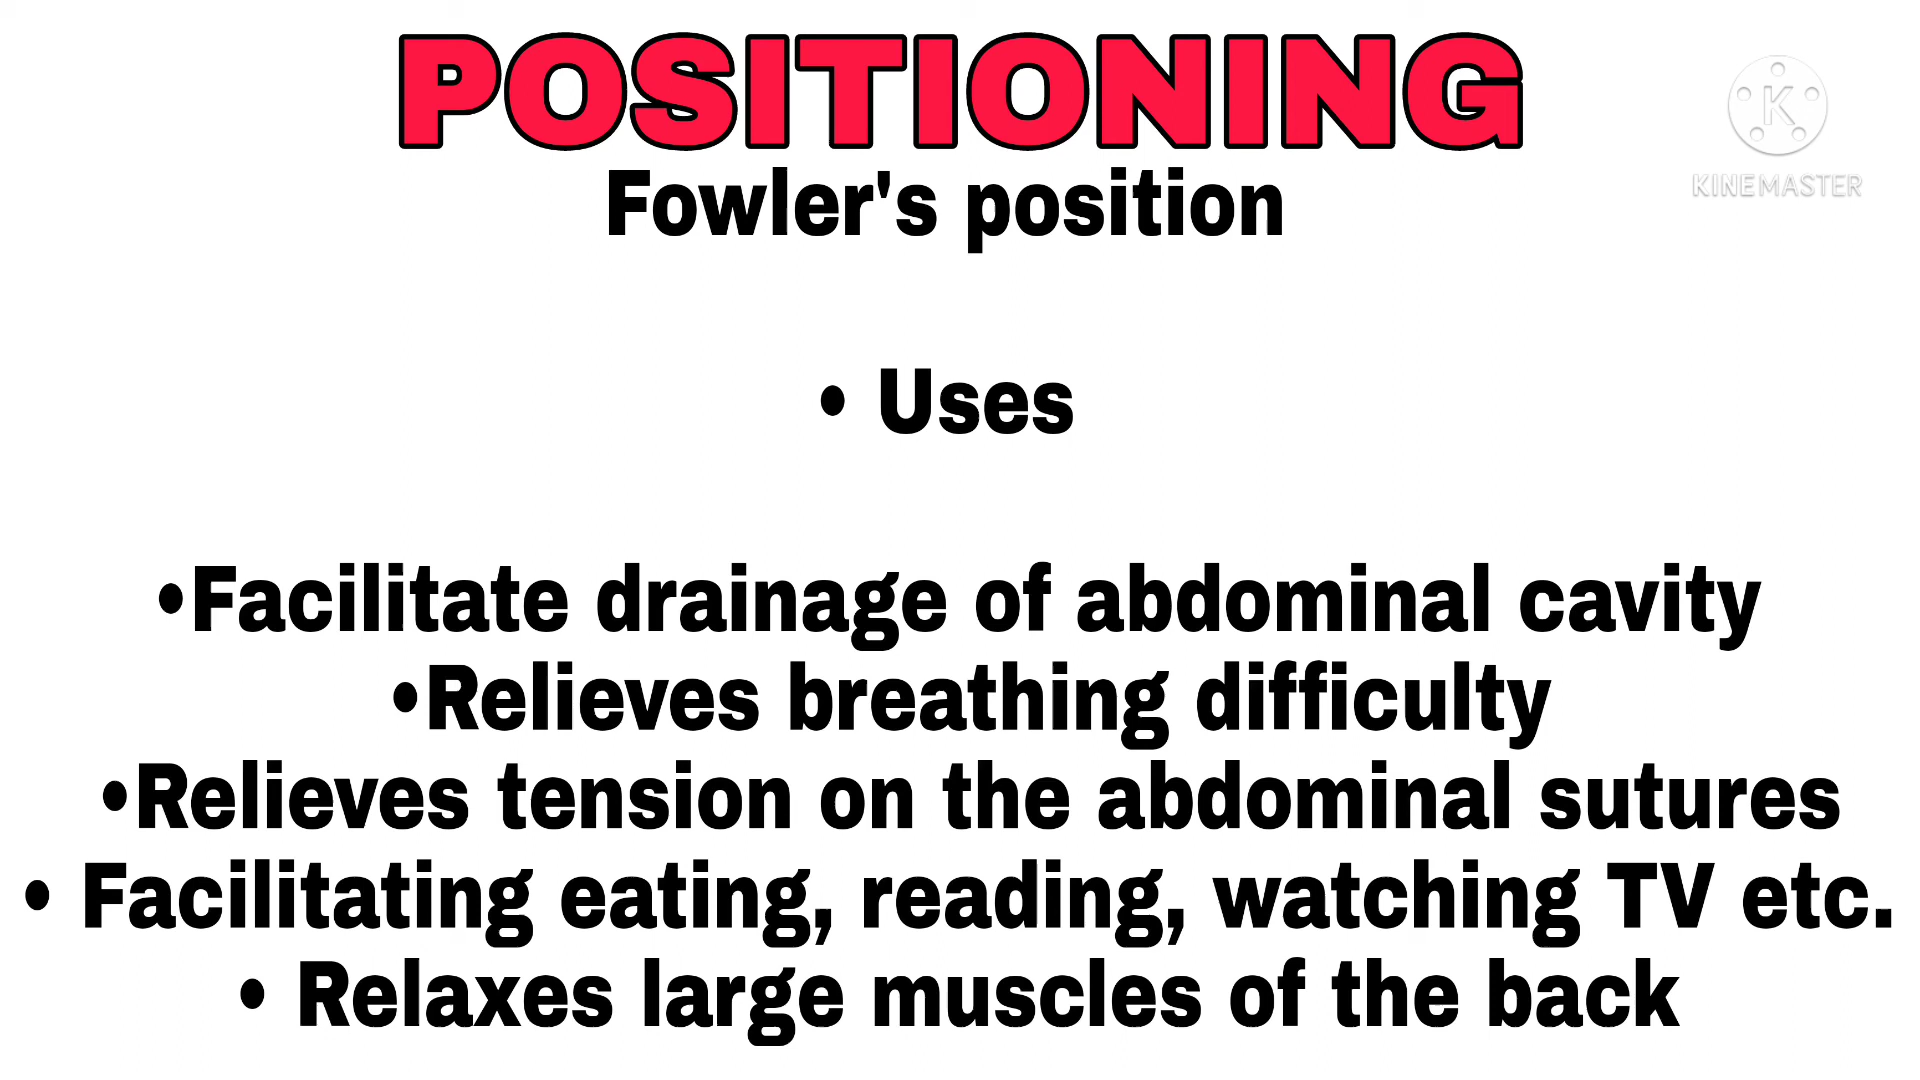 POSITIONING
Fowler's position
K
KINEMASTER
• Uses
•Facilitate drainage of abdominal cavity
•Relieves breathing difficulty
•Relieves tension on the abdominal sutures
• Facilitating eating, reading, watching TV etc.
• Relaxes large muscles of the back